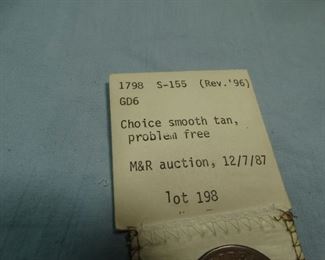 1798 S-155 (Rev.'96)
GD6
Choice smooth tan,
problem free
M&R auction, 12/7/87
lot 198